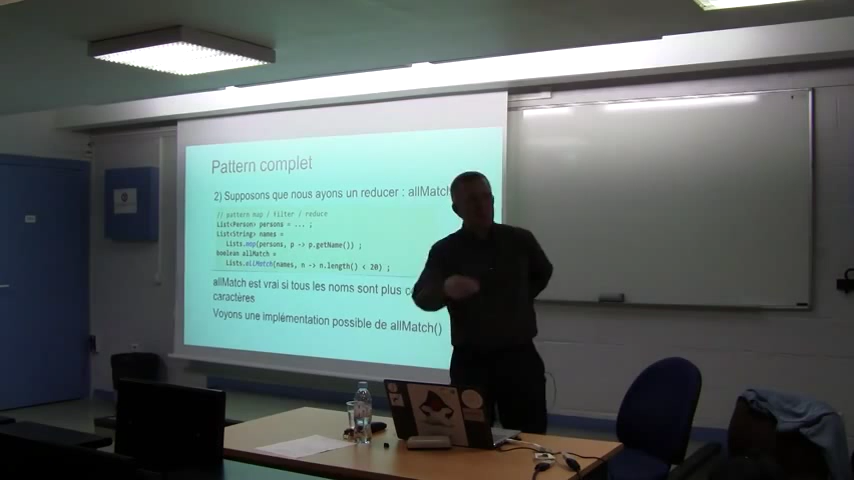 Pattern complet
2) Supposons que nous ayons un reducer : allMatch
// pattern map / filter / reduce
List<Person> persons = ... ;
List<String> names =
Lists.map(persons, p -> p.getName()) ;
boolean allMatch =
Lists.allMatch(names, n -> n.length() < 20) ;
allMatch est vrai si tous les noms sont plus
caractères
Voyons une implémentation possible de allMatch()